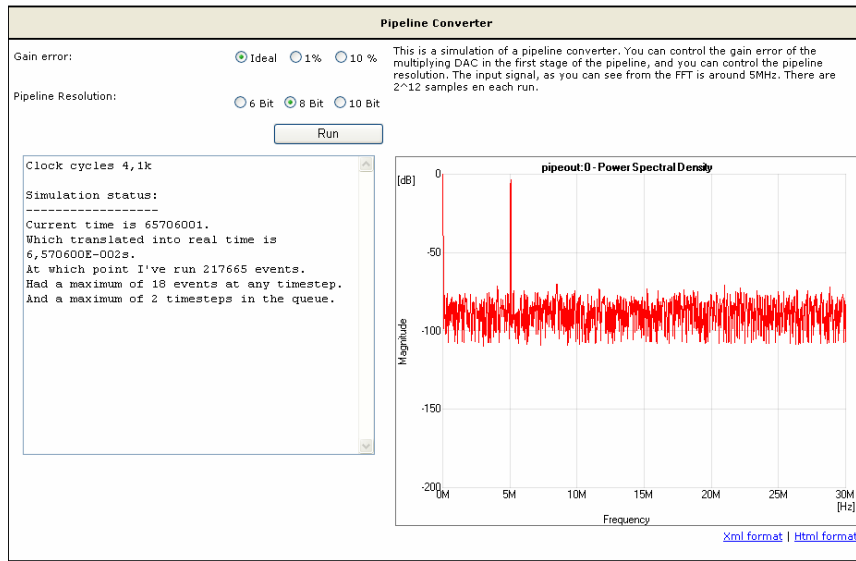 Pipeline Converter
Gain error:
Ideal 1% 10 %
This is a simulation of a pipeline converter. You can control the gain error of the
multiplying DAC in the first stage of the pipeline, and you can control the pipeline
resolution. The input signal, as you can see from the FFT is around 5MHz. There are
2^12 samples en each run.
Pipeline Resolution:
6 Bit 8 Bit 10 Bit
Run
Clock cycles 4,1k
Simulation status:
------------------
Current time is 65706001.
Which translated into real time is
6,570600E-002s.
At which point I've run 217665 events.
Had a maximum of 18 events at any timestep.
And a maximum of 2 timesteps in the queue.
pipeout:0 - Power Spectral Density
[dB]
0
-50
-100
-150
-200
Magnitude
0M 5M 10M 15M 20M 25M 30M
[Hz]
Frequency
Xml format | Html format